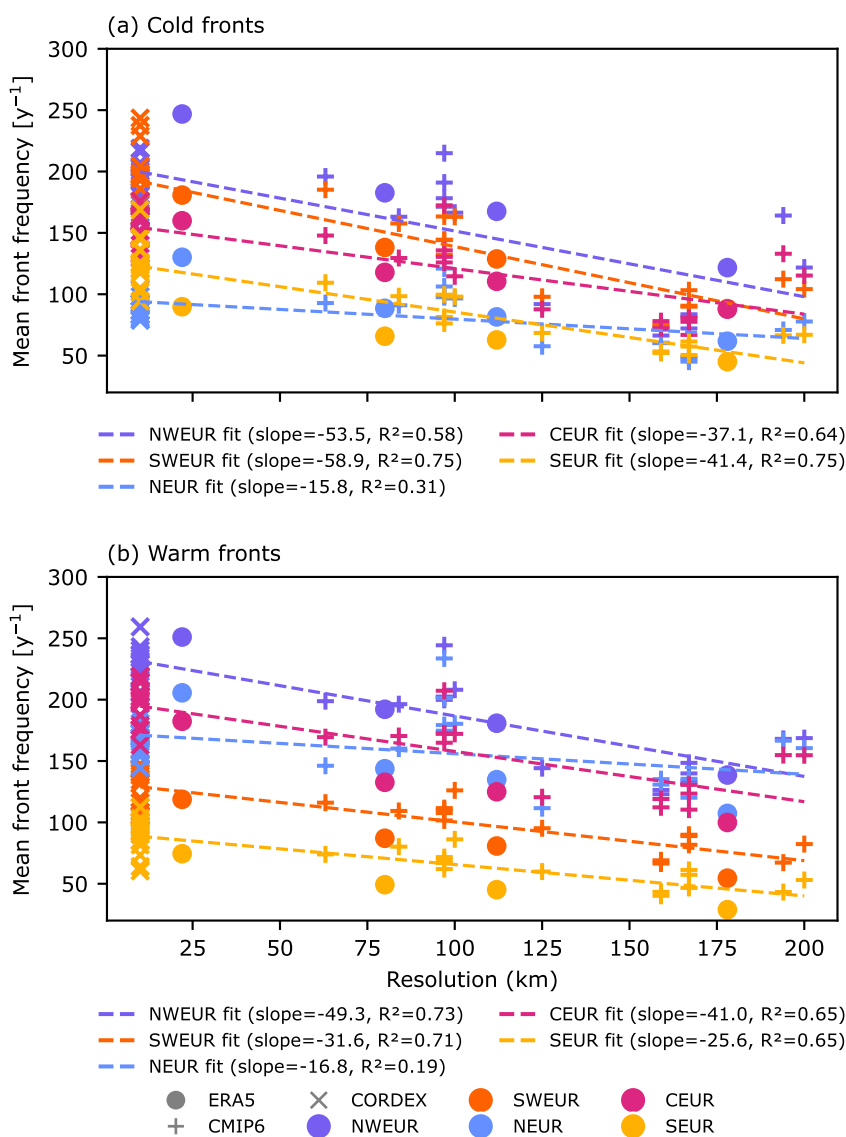 (a) Cold fronts
300
250
200
150
100
50
Mean front frequency [y⁻¹]
NWEUR fit (slope=-53.5, R²=0.58)
SWEUR fit (slope=-58.9, R²=0.75)
NEUR fit (slope=-15.8, R²=0.31)
CEUR fit (slope=-37.1, R²=0.64)
SEUR fit (slope=-41.4, R²=0.75)
(b) Warm fronts
300
250
200
150
100
50
Mean front frequency [y⁻¹]
25 50 75 100 125 150 175 200
Resolution (km)
NWEUR fit (slope=-49.3, R²=0.73)
SWEUR fit (slope=-31.6, R²=0.71)
NEUR fit (slope=-16.8, R²=0.19)
CEUR fit (slope=-41.0, R²=0.65)
SEUR fit (slope=-25.6, R²=0.65)
ERA5 CORDEX SWEUR CEUR
CMIP6 NWEUR NEUR SEUR